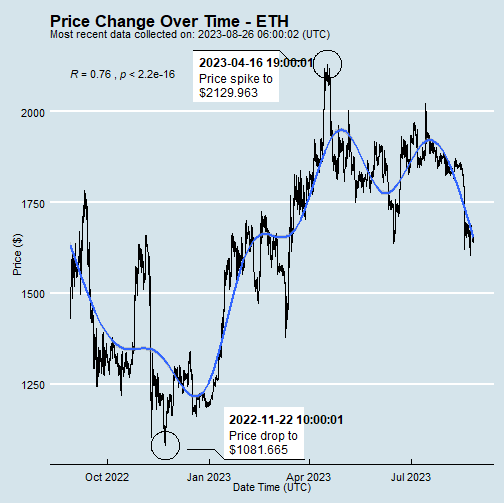 Price Change Over Time - ETH
Most recent data collected on: 2023-08-26 06:00:02 (UTC)
R = 0.76 , p < 2.2e-16
2023-04-16 19:00:01
Price spike to
$2129.963
2000
1750
1500
1250
Price ($)
2022-11-22 10:00:01
Price drop to
$1081.665
Oct 2022
Jan 2023
Apr 2023
Jul 2023
Date Time (UTC)